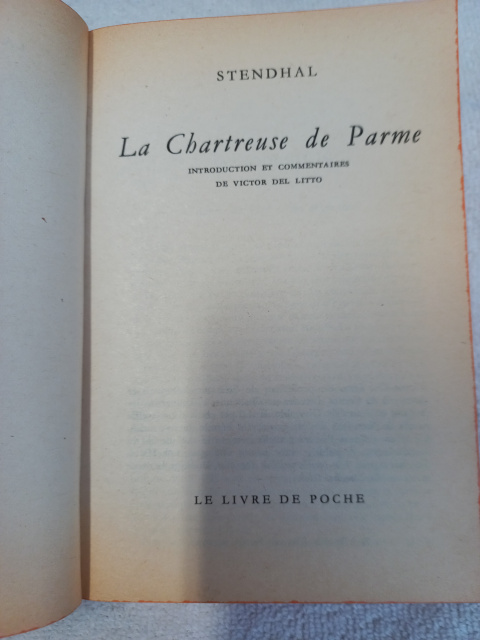 STENDHAL
La Chartreuse de Parme
INTRODUCTION ET COMMENTAIRES
DE VICTOR DEL LITTO
LE LIVRE DE POCHE